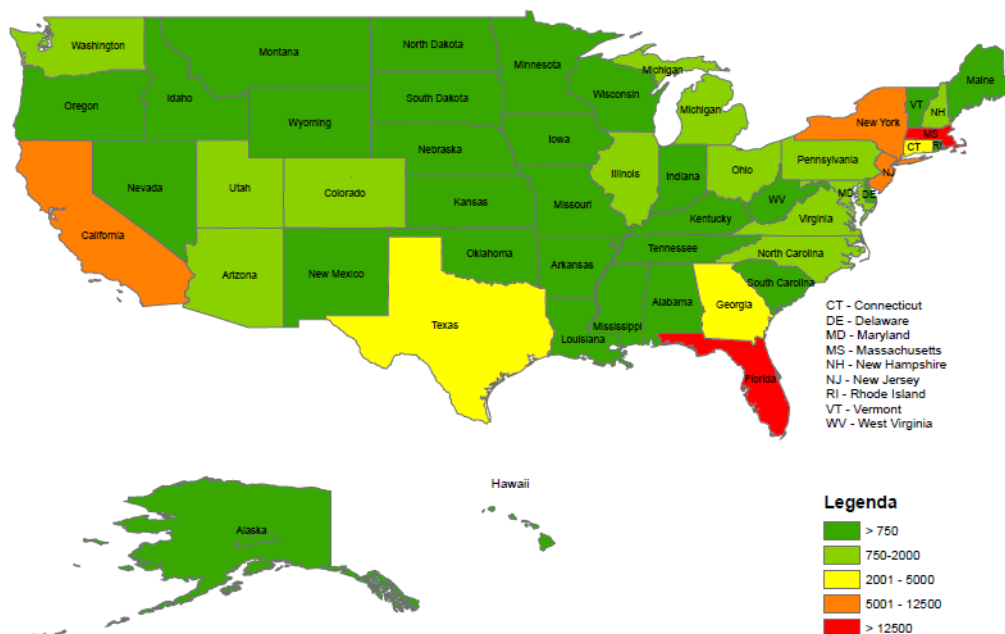 Washington
Montana
North Dakota
Minnesota
Michigan
Maine
Oregon
Idaho
South Dakota
Wisconsin
Michigan
VT
NH
Wyoming
New York
MS
Iowa
CT
RI
Nebraska
Pennsylvania
NJ
Nevada
Utah
Colorado
Illinois
Indiana
Ohio
MD
DE
Kansas
Missouri
WV
Virginia
California
Kentucky
Arizona
New Mexico
Oklahoma
Arkansas
Tennessee
North Carolina
South Carolina
Texas
Louisiana
Mississippi
Alabama
Georgia
Florida
CT - Connecticut
DE - Delaware
MD - Maryland
MS - Massachusetts
NH - New Hampshire
NJ - New Jersey
RI - Rhode Island
VT - Vermont
WV - West Virginia
Hawaii
Alaska
Legenda
> 750
750-2000
2001 - 5000
5001 - 12500
> 12500